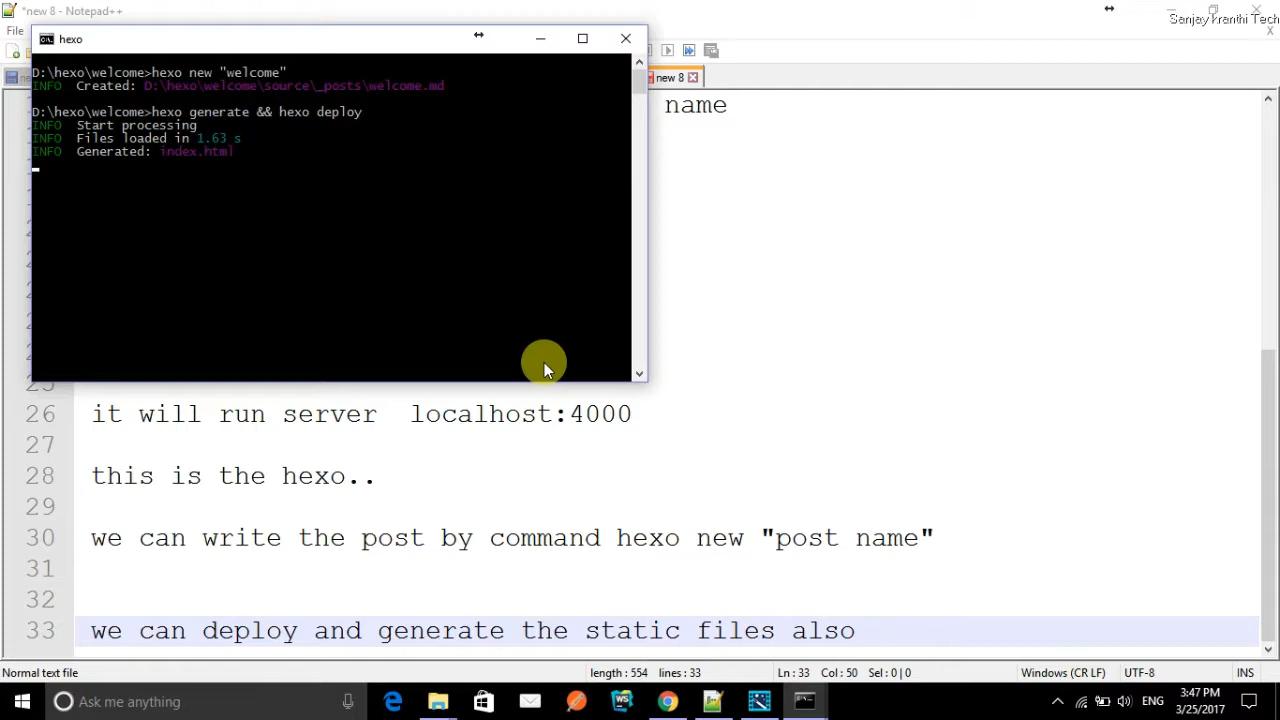 *new 8 - Notepad++
Sanjay kranthi Tech
File
hexo
new 8
D:\hexo\welcome>hexo new "welcome"
INFO  Created: D:\hexo\welcome\source\_posts\welcome.md
D:\hexo\welcome>hexo generate && hexo deploy
INFO  Start processing
INFO  Files loaded in 1.63 s
INFO  Generated: index.html
name
25
26 it will run server  localhost:4000
27
28 this is the hexo..
29
30 we can write the post by command hexo new "post name"
31
32
33 we can deploy and generate the static files also
Normal text file length : 554 lines : 33 Ln : 33 Col : 50 Sel : 0 | 0 Windows (CR LF) UTF-8 INS
Ask me anything
ENG
3:47 PM
3/25/2017